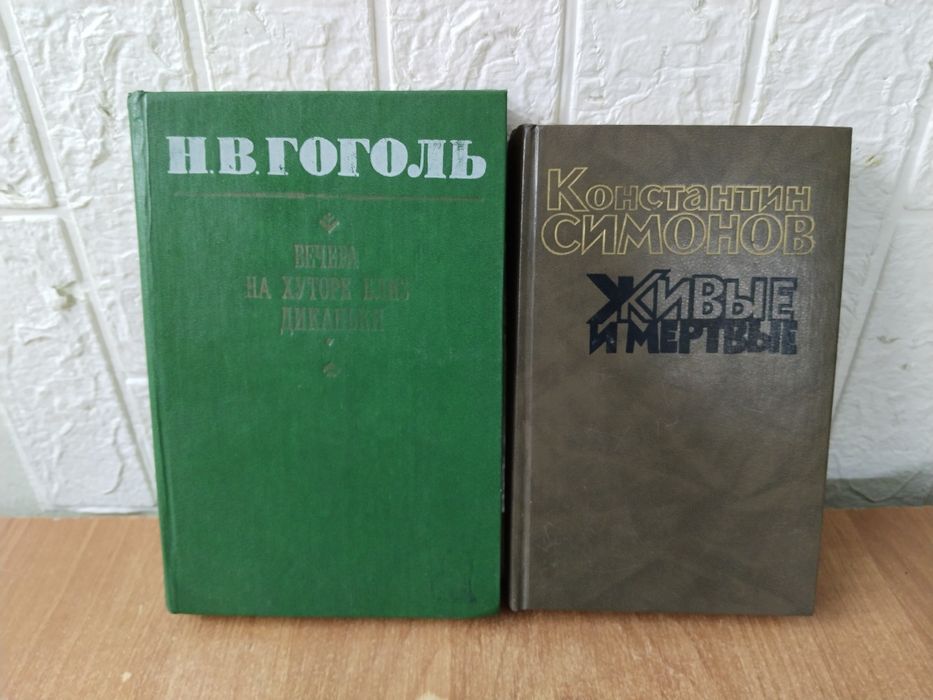 Н.В.ГОГОЛЬ
ВЕЧЕРА
НА ХУТОРЕ БЛИЗ
ДИКАНЬКИ
Константин
СИМОНОВ
Живые
И МЕРТВЫЕ